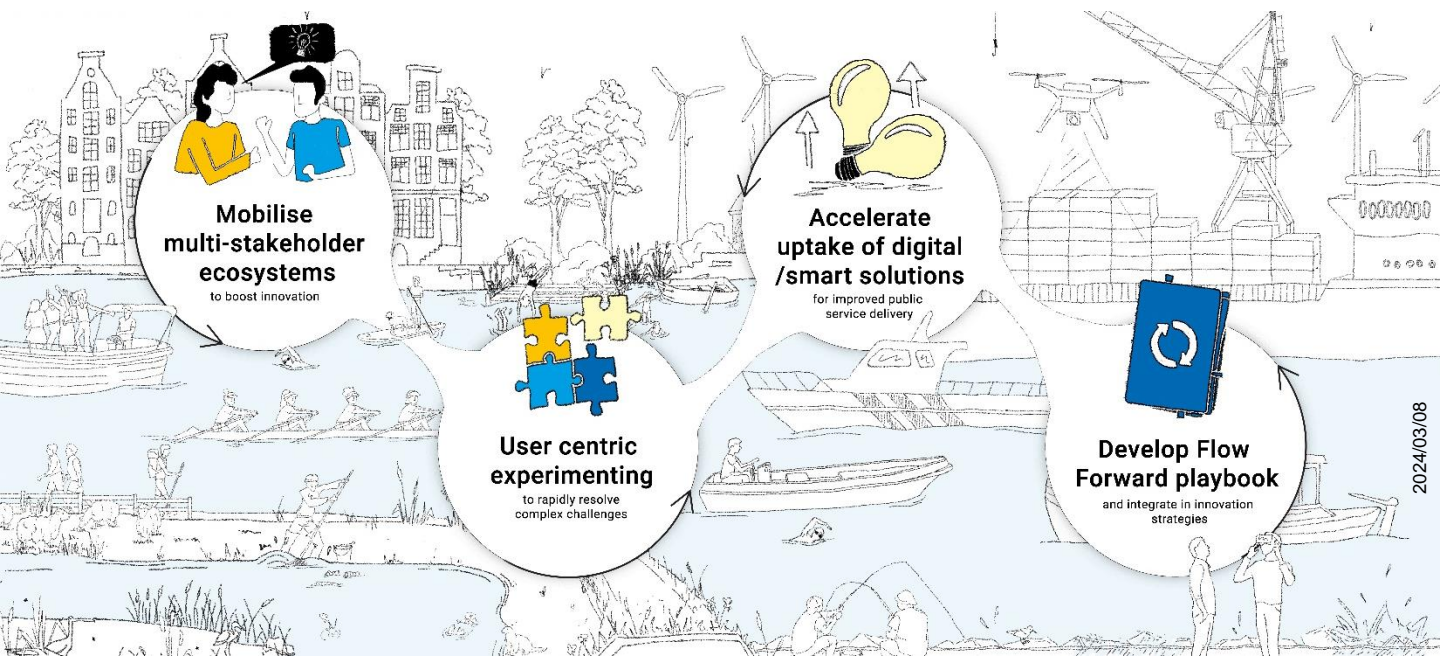 Mobilise
multi-stakeholder
ecosystems
to boost innovation
User centric
experimenting
to rapidly resolve
complex challenges
Accelerate
uptake of digital
/smart solutions
for improved public
service delivery
Develop Flow
Forward playbook
and integrate in innovation
strategies
2024/03/08